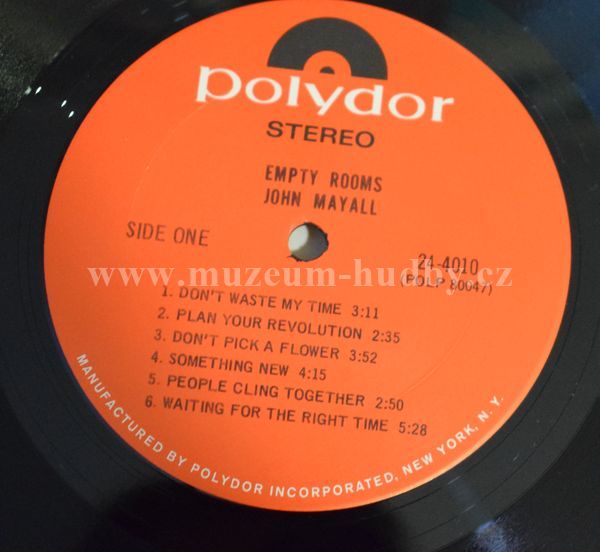 polydor
STEREO
EMPTY ROOMS
JOHN MAYALL
SIDE ONE
24-4010
(POLP 80047)
www.muzeum-hudby.cz
1. DON'T WASTE MY TIME 3:11
2. PLAN YOUR REVOLUTION 2:35
3. DON'T PICK A FLOWER 3:52
4. SOMETHING NEW 4:15
5. PEOPLE CLING TOGETHER 2:50
6. WAITING FOR THE RIGHT TIME 5:28
MANUFACTURED BY POLYDOR INCORPORATED, NEW YORK, N. Y.